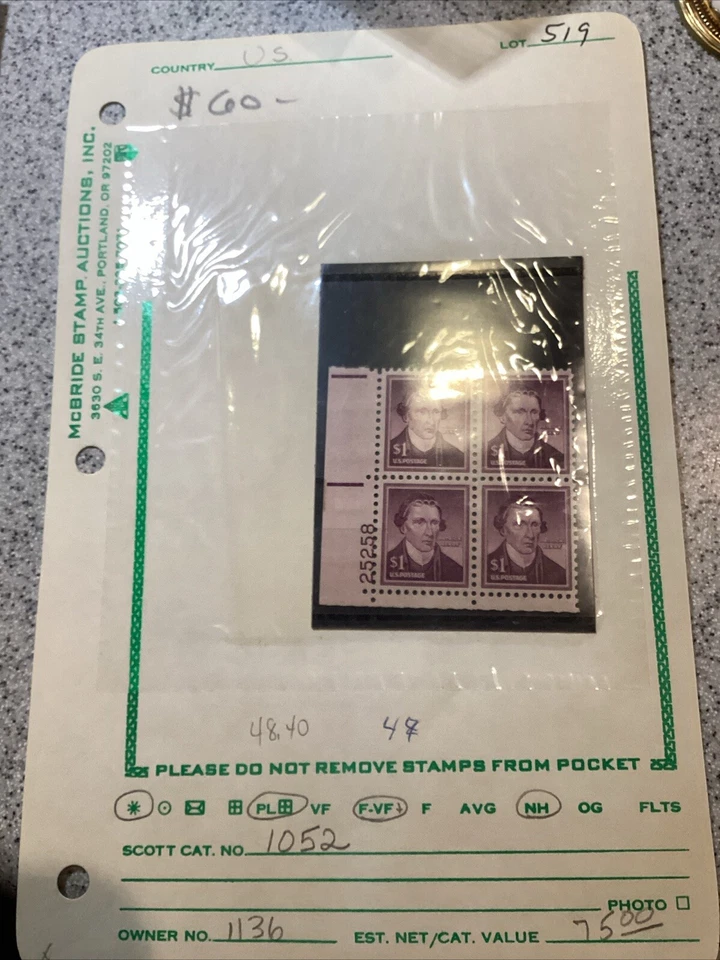 COUNTRY US
LOT 519
$60-
McBRIDE STAMP AUCTIONS, INC.
3630 S. E. 34TH AVE., PORTLAND, OR 97202
$1
U.S. POSTAGE
$1
U.S. POSTAGE
$1
U.S. POSTAGE
$1
U.S. POSTAGE
25258
48.40
PLEASE DO NOT REMOVE STAMPS FROM POCKET
PL VF F-VF F AVG NH OG FLTS
SCOTT CAT. NO. 1052
PHOTO
OWNER NO. 1136 EST. NET/CAT. VALUE 75.00